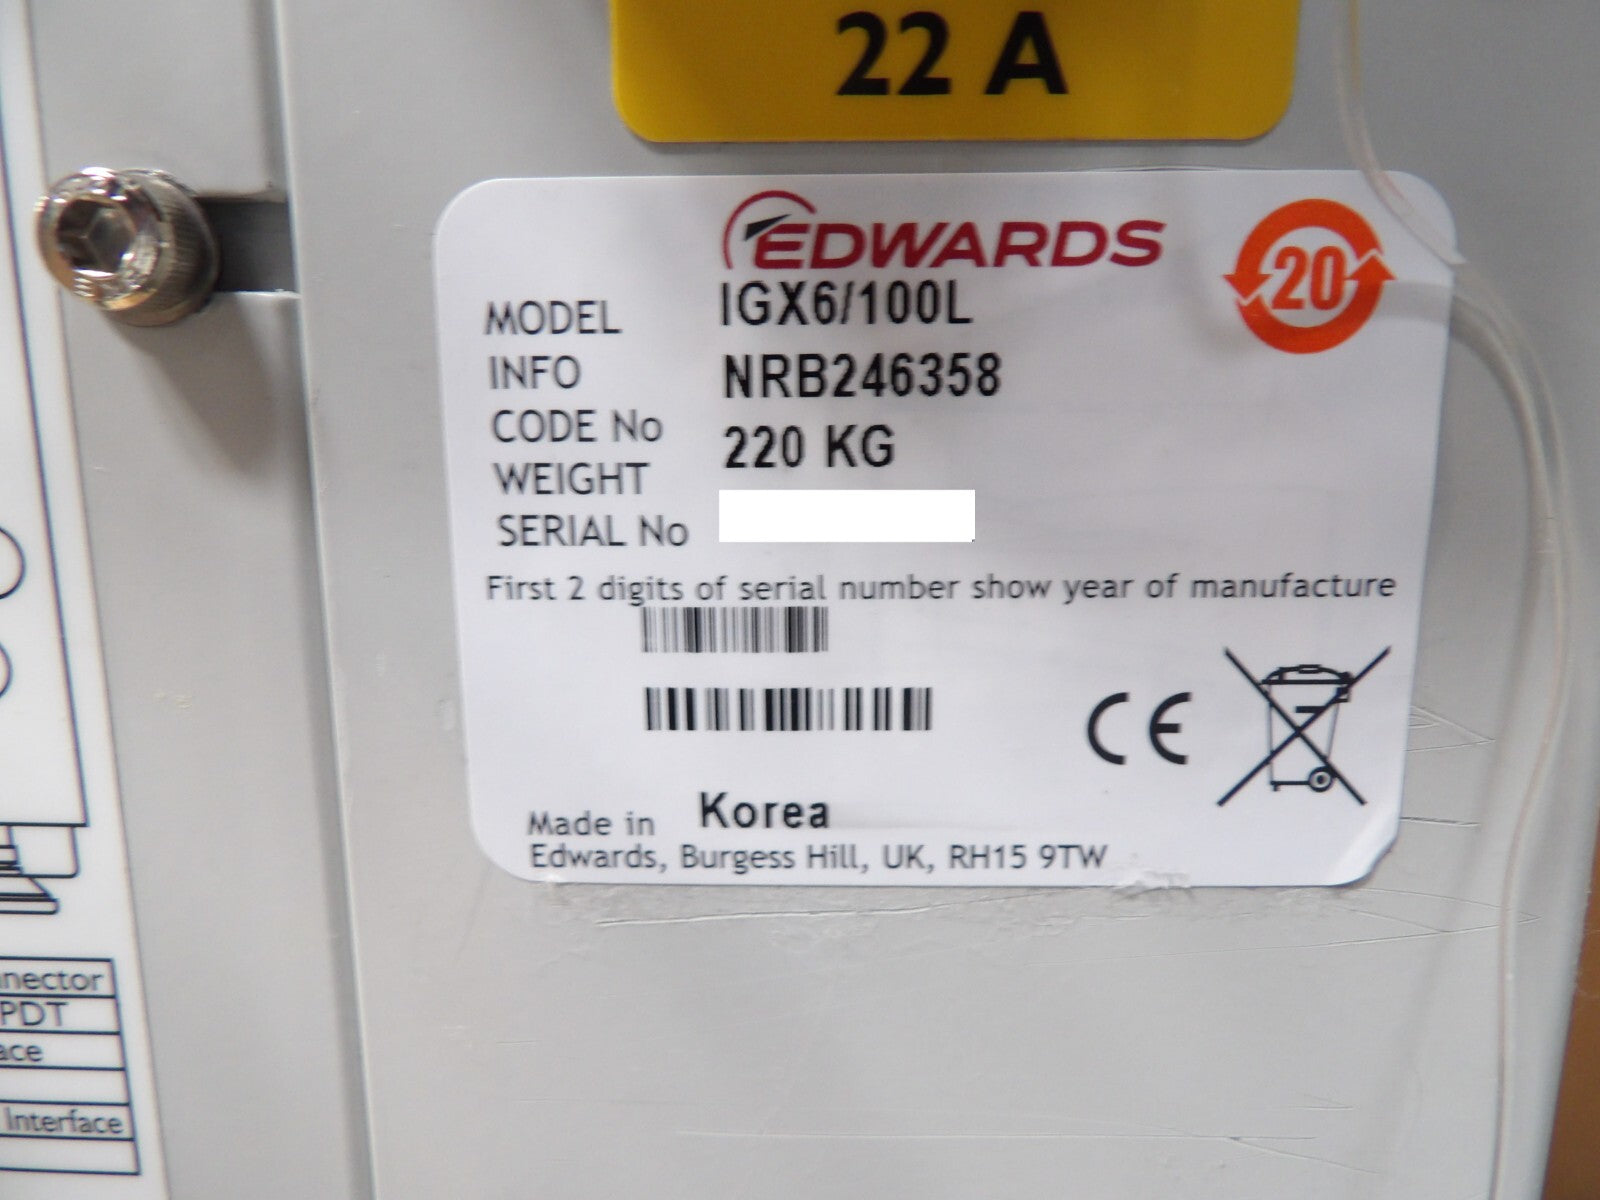 22 A
EDWARDS
20
MODEL IGX6/100L
INFO
CODE No NRB246358
WEIGHT 220 KG
SERIAL No
First 2 digits of serial number show year of manufacture
CE
Made in Korea
Edwards, Burgess Hill, UK, RH15 9TW
nnector
PDT
ace
Interface